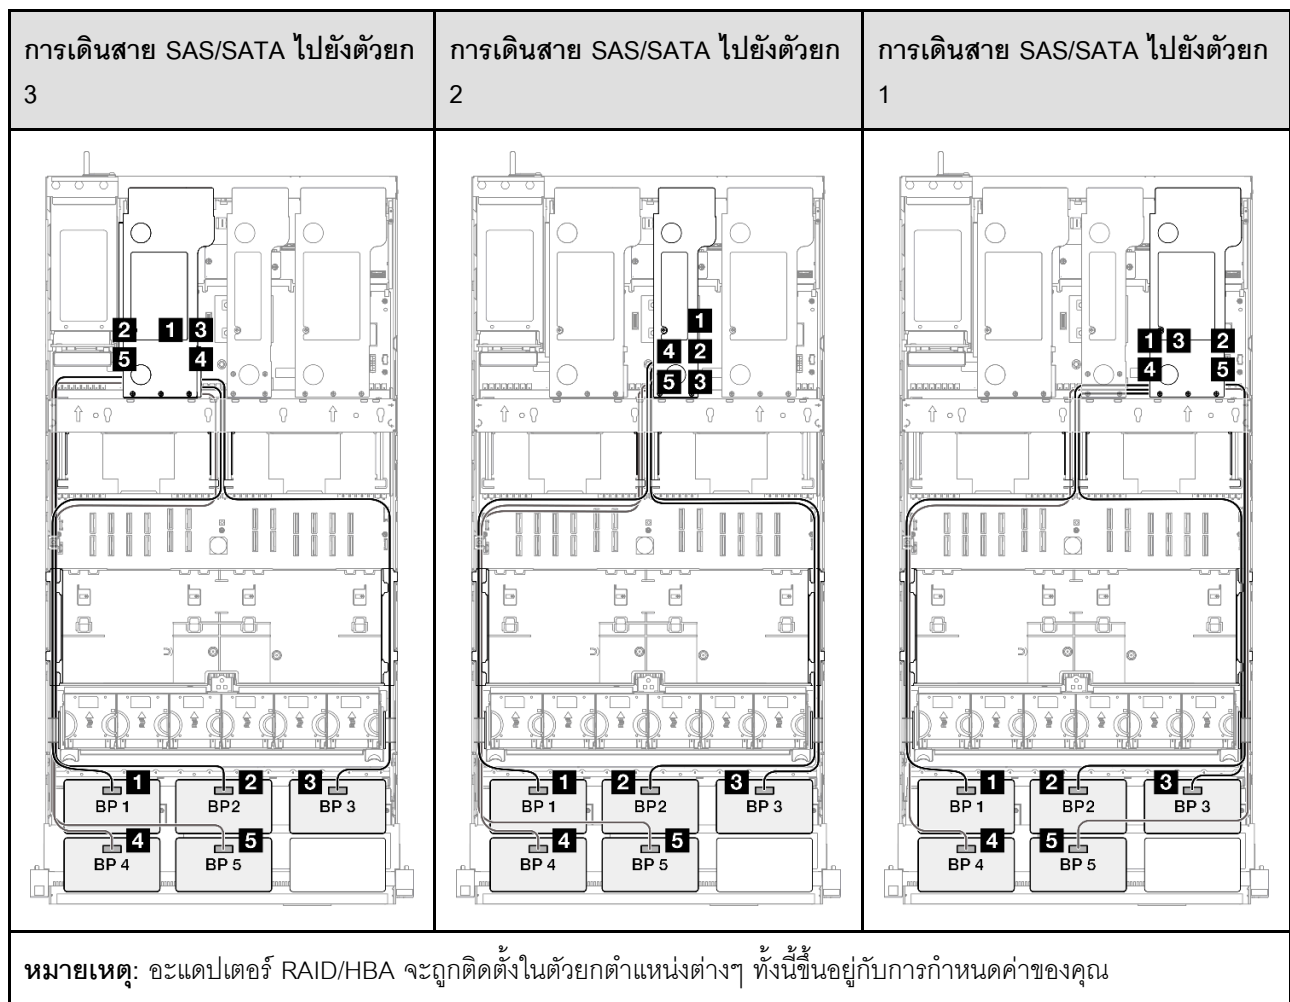 การเดินสาย SAS/SATA ไปยังตัวยก
3
การเดินสาย SAS/SATA ไปยังตัวยก
2
การเดินสาย SAS/SATA ไปยังตัวยก
1
2 1 3
5 4
1
BP 1
2
BP2
3
BP 3
4
BP 4
5
BP 5
1
4 2
5 3
1
BP 1
2
BP2
3
BP 3
4
BP 4
5
BP 5
1 3 2
4 5
1
BP 1
2
BP2
3
BP 3
4
BP 4
5
BP 5
หมายเหตุ: อะแดปเตอร์ RAID/HBA จะถูกติดตั้งในตัวยกตำแหน่งต่างๆ ทั้งนี้ขึ้นอยู่กับการกำหนดค่าของคุณ